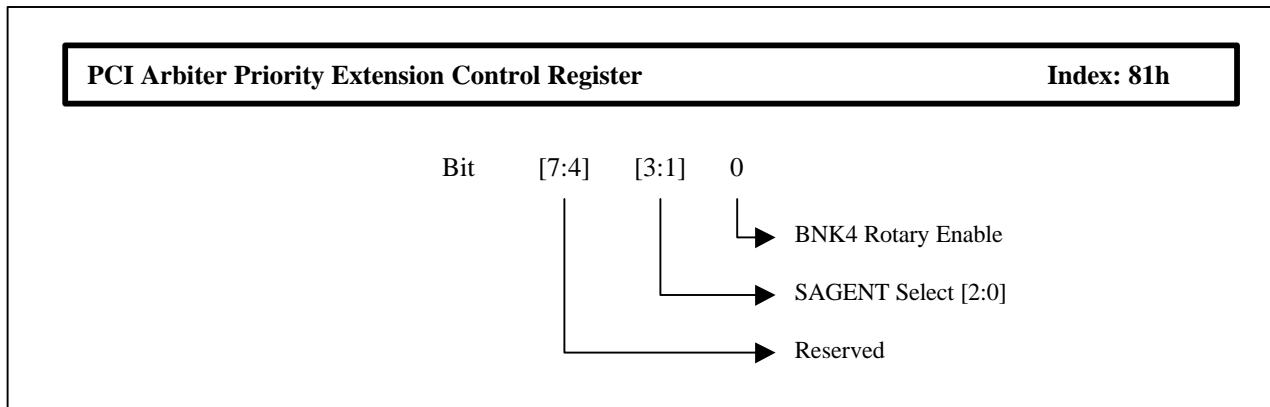 PCI Arbiter Priority Extension Control Register Index: 81h
Bit [7:4] [3:1] 0
BNK4 Rotary Enable
SAGENT Select [2:0]
Reserved